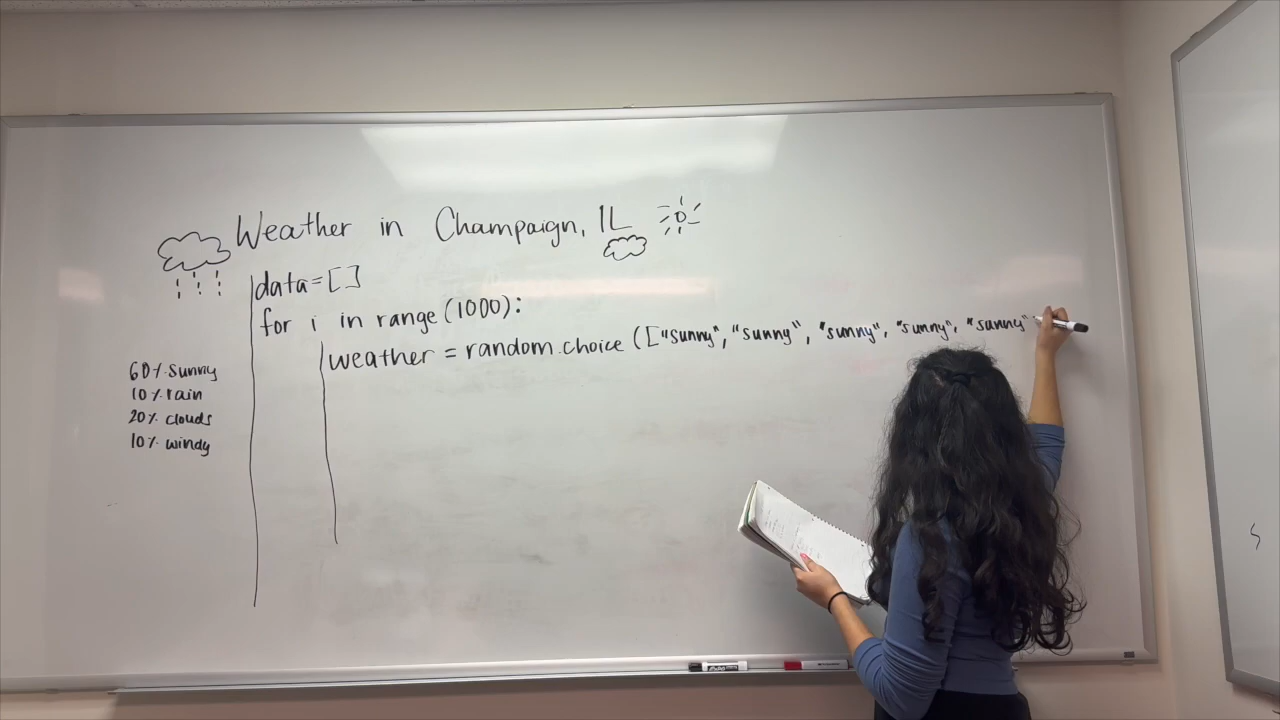 Weather in Champaign, IL
data=[]
for i in range (1000):
weather = random.choice (["sunny", "sunny", "sunny", "sunny", "sunny"
60% sunny
10% rain
20% clouds
10% windy